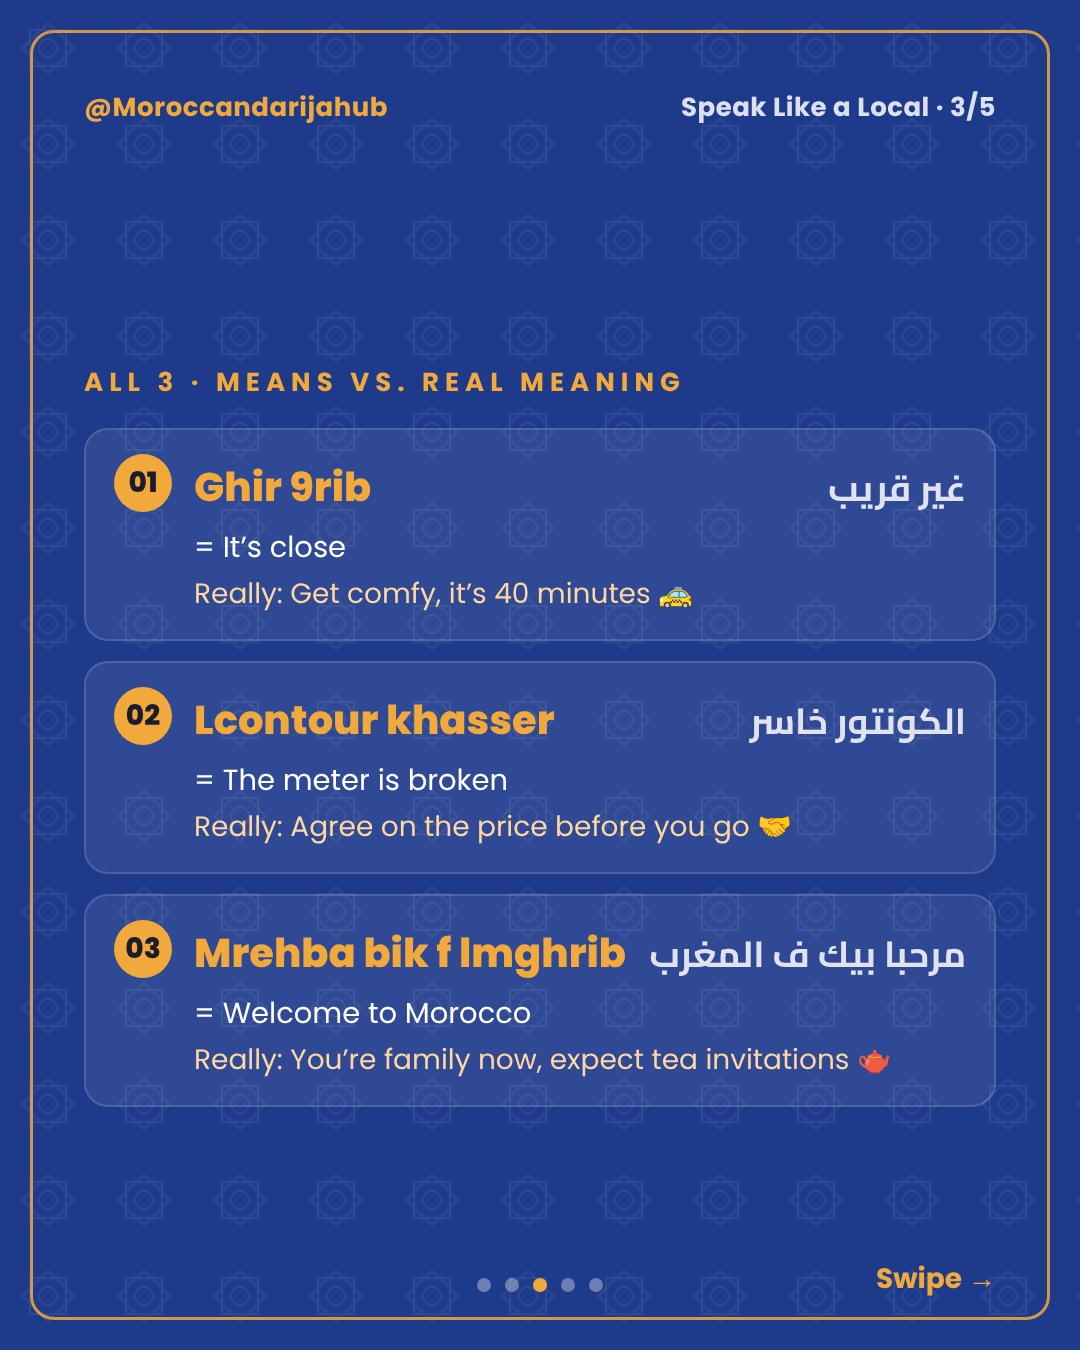 @Moroccandarijahub
Speak Like a Local · 3/5
ALL 3 · MEANS VS. REAL MEANING
01 Ghir 9rib غير قريب
= It’s close
Really: Get comfy, it’s 40 minutes 🚕
02 Lcontour khasser الكونتور خاسر
= The meter is broken
Really: Agree on the price before you go 🤝
03 Mrehba bik f lmghrib مرحبا بيك ف المغرب
= Welcome to Morocco
Really: You’re family now, expect tea invitations 🫖
Swipe →